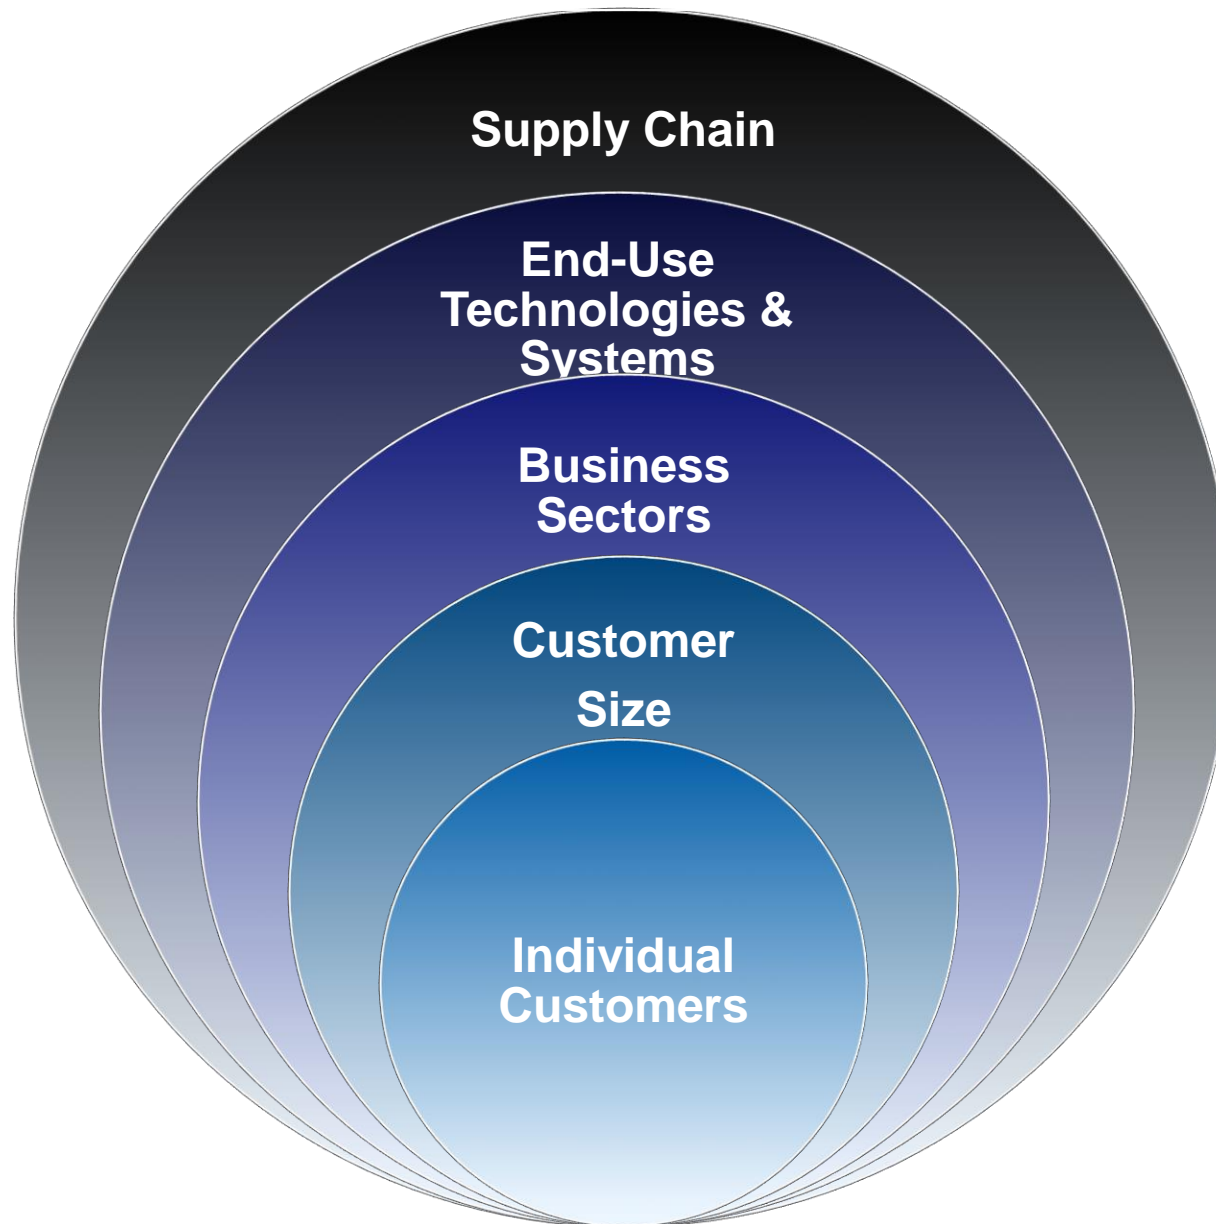 Supply Chain
End-Use
Technologies &
Systems
Business
Sectors
Customer
Size
Individual
Customers